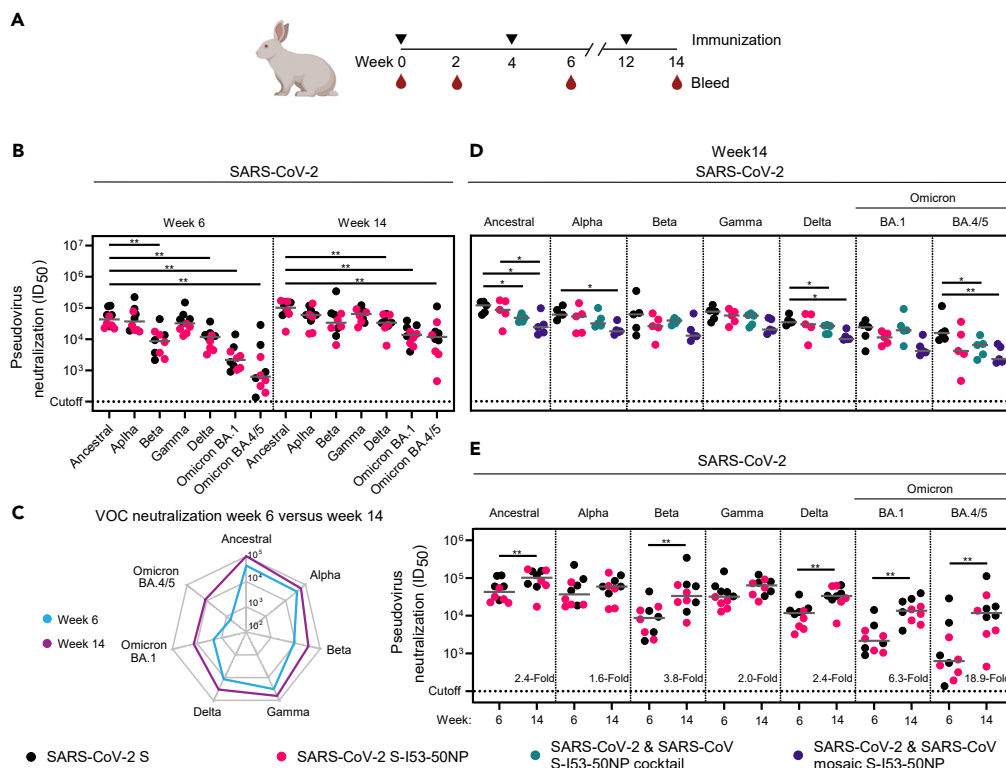 A
Immunization
Week 0 2 4 6 12 14
Bleed
B
SARS-CoV-2
Week 6 Week 14
Pseudovirus
neutralization (ID50)
10^7
10^6
10^5
10^4
10^3
Cutoff
** ** ** **
** ** **
Ancestral Aplha Beta Gamma Delta Omicron BA.1 Omicron BA.4/5
Ancestral Aplha Beta Gamma Delta Omicron BA.1 Omicron BA.4/5
C
VOC neutralization week 6 versus week 14
Ancestral
Alpha
Beta
Gamma
Delta
Omicron
BA.1
Omicron
BA.4/5
10^5
10^4
10^3
10^2
Week 6
Week 14
D
Week14
SARS-CoV-2
Omicron
Ancestral Alpha Beta Gamma Delta BA.1 BA.4/5
* * *
*
* *
* **
Pseudovirus
neutralization (ID50)
Cutoff
E
SARS-CoV-2
Omicron
Ancestral Alpha Beta Gamma Delta BA.1 BA.4/5
Pseudovirus
neutralization (ID50)
10^6
10^5
10^4
10^3
Cutoff
** ** ** ** **
2.4-Fold 1.6-Fold 3.8-Fold 2.0-Fold 2.4-Fold 6.3-Fold 18.9-Fold
Week: 6 14 6 14 6 14 6 14 6 14 6 14 6 14
SARS-CoV-2 S
SARS-CoV-2 S-I53-50NP
SARS-CoV-2 & SARS-CoV
S-I53-50NP cocktail
SARS-CoV-2 & SARS-CoV
mosaic S-I53-50NP